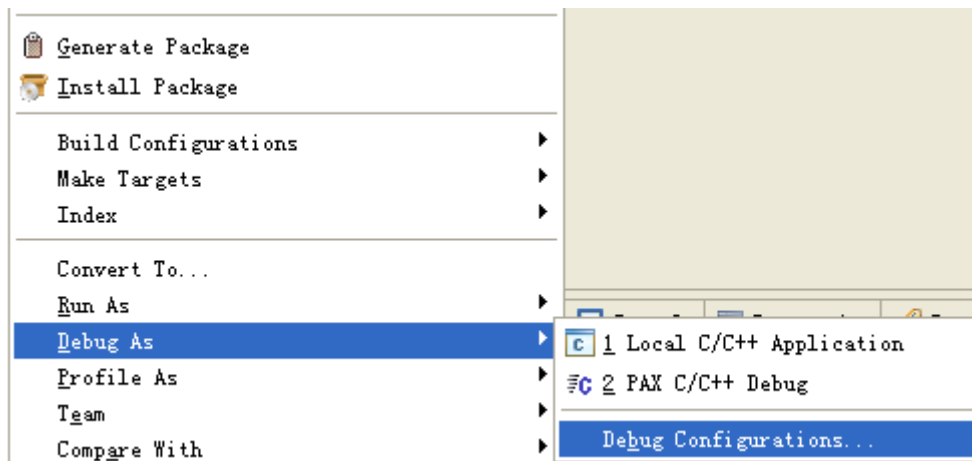 Generate Package
Install Package
Build Configurations
Make Targets
Index
Convert To...
Run As
Debug As
Profile As
Team
Compare With
1 Local C/C++ Application
2 PAX C/C++ Debug
Debug Configurations...